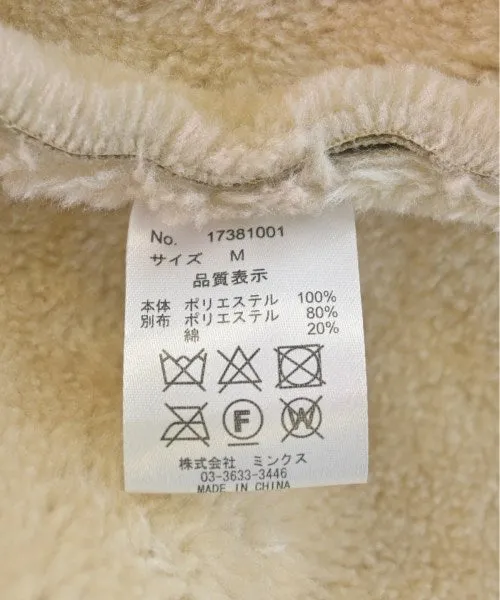 No. 17381001
サイズ M
品質表示
本体 ポリエステル 100%
別布 ポリエステル 80%
綿 20%
F
W
株式会社 ミンクス
03-3633-3446
MADE IN CHINA